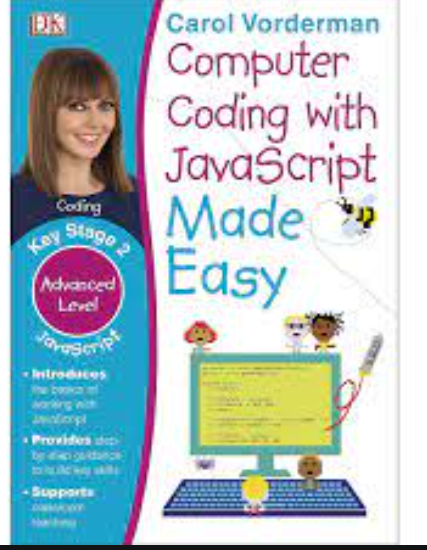 DK
Carol Vorderman
Computer
Coding with
JavaScript
Made
Easy
Coding
Key Stage 2
Advanced
Level
JavaScript
• Introduces
the basics of
working with
JavaScript
• Provides step-
by-step guidance
to build key skills
• Supports
classroom
teaching